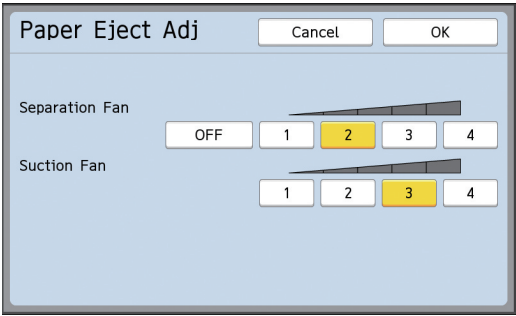 Paper Eject Adj Cancel OK
Separation Fan
OFF 1 2 3 4
Suction Fan
1 2 3 4